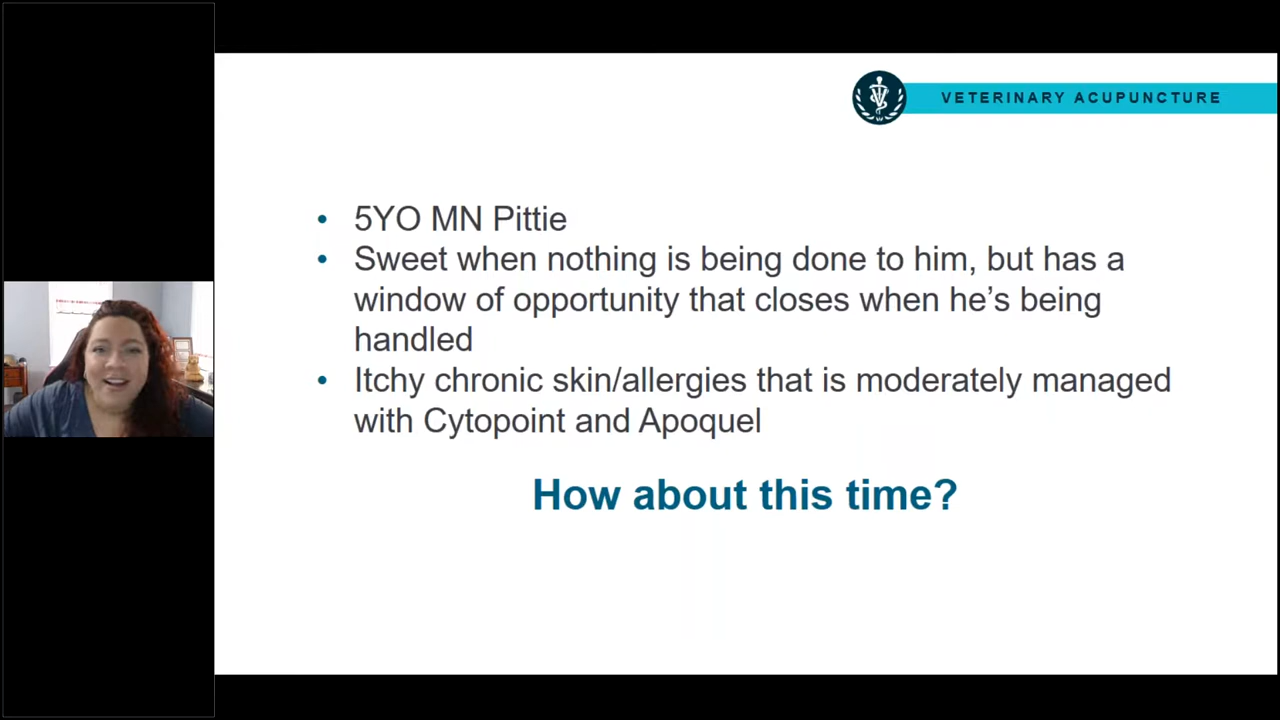 VETERINARY ACUPUNCTURE
• 5YO MN Pittie
• Sweet when nothing is being done to him, but has a
window of opportunity that closes when he’s being
handled
• Itchy chronic skin/allergies that is moderately managed
with Cytopoint and Apoquel
How about this time?